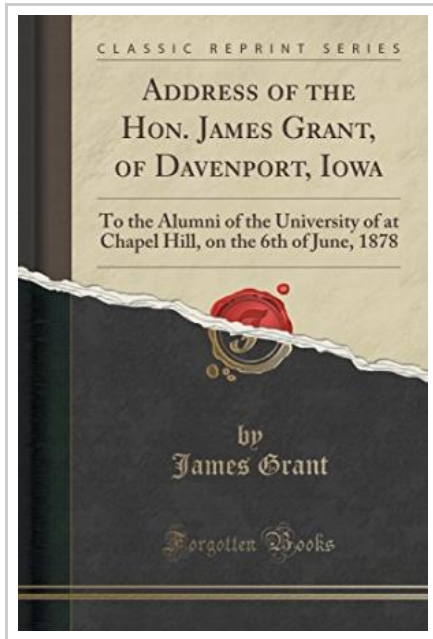 CLASSIC REPRINT SERIES
ADDRESS OF THE
HON. JAMES GRANT,
OF DAVENPORT, IOWA
To the Alumni of the University of at
Chapel Hill, on the 6th of June, 1878
by
James Grant
Forgotten Books